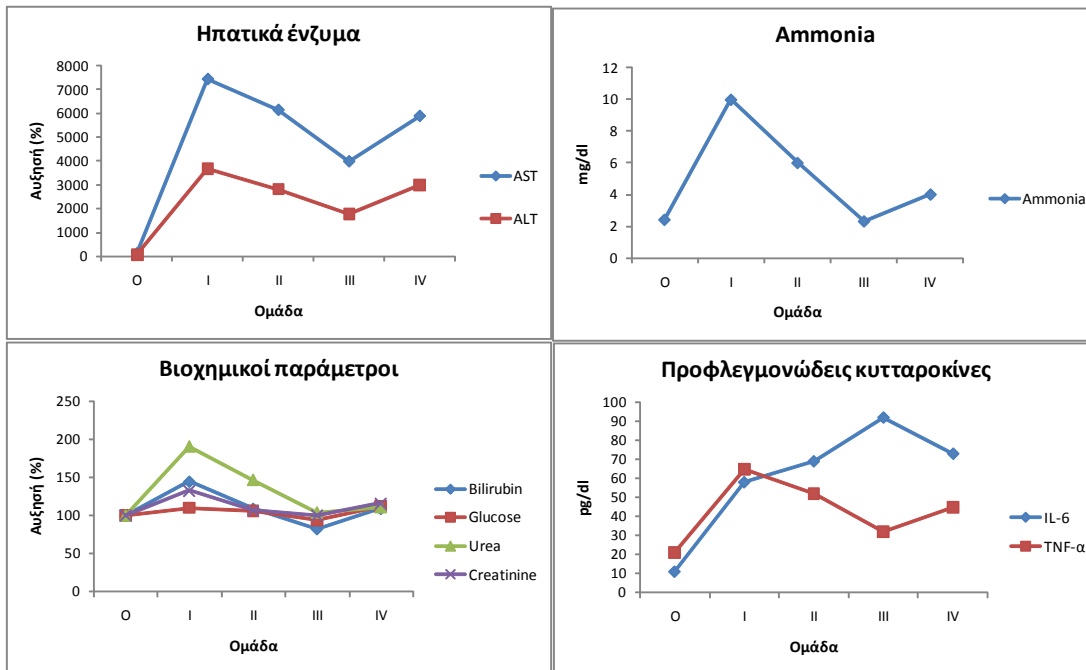 Ηπατικά ένζυμα
Αυξησή (%)
8000
7000
6000
5000
4000
3000
2000
1000
0
O I II III IV
Ομάδα
AST
ALT
Ammonia
mg/dl
12
10
8
6
4
2
0
O I II III IV
Ομάδα
Ammonia
Βιοχημικοί παράμετροι
Αυξησή (%)
250
200
150
100
50
0
O I II III IV
Ομάδα
Bilirubin
Glucose
Urea
Creatinine
Προφλεγμονώδεις κυτταροκίνες
pg/dl
100
90
80
70
60
50
40
30
20
10
0
O I II III IV
Ομάδα
IL-6
TNF-α